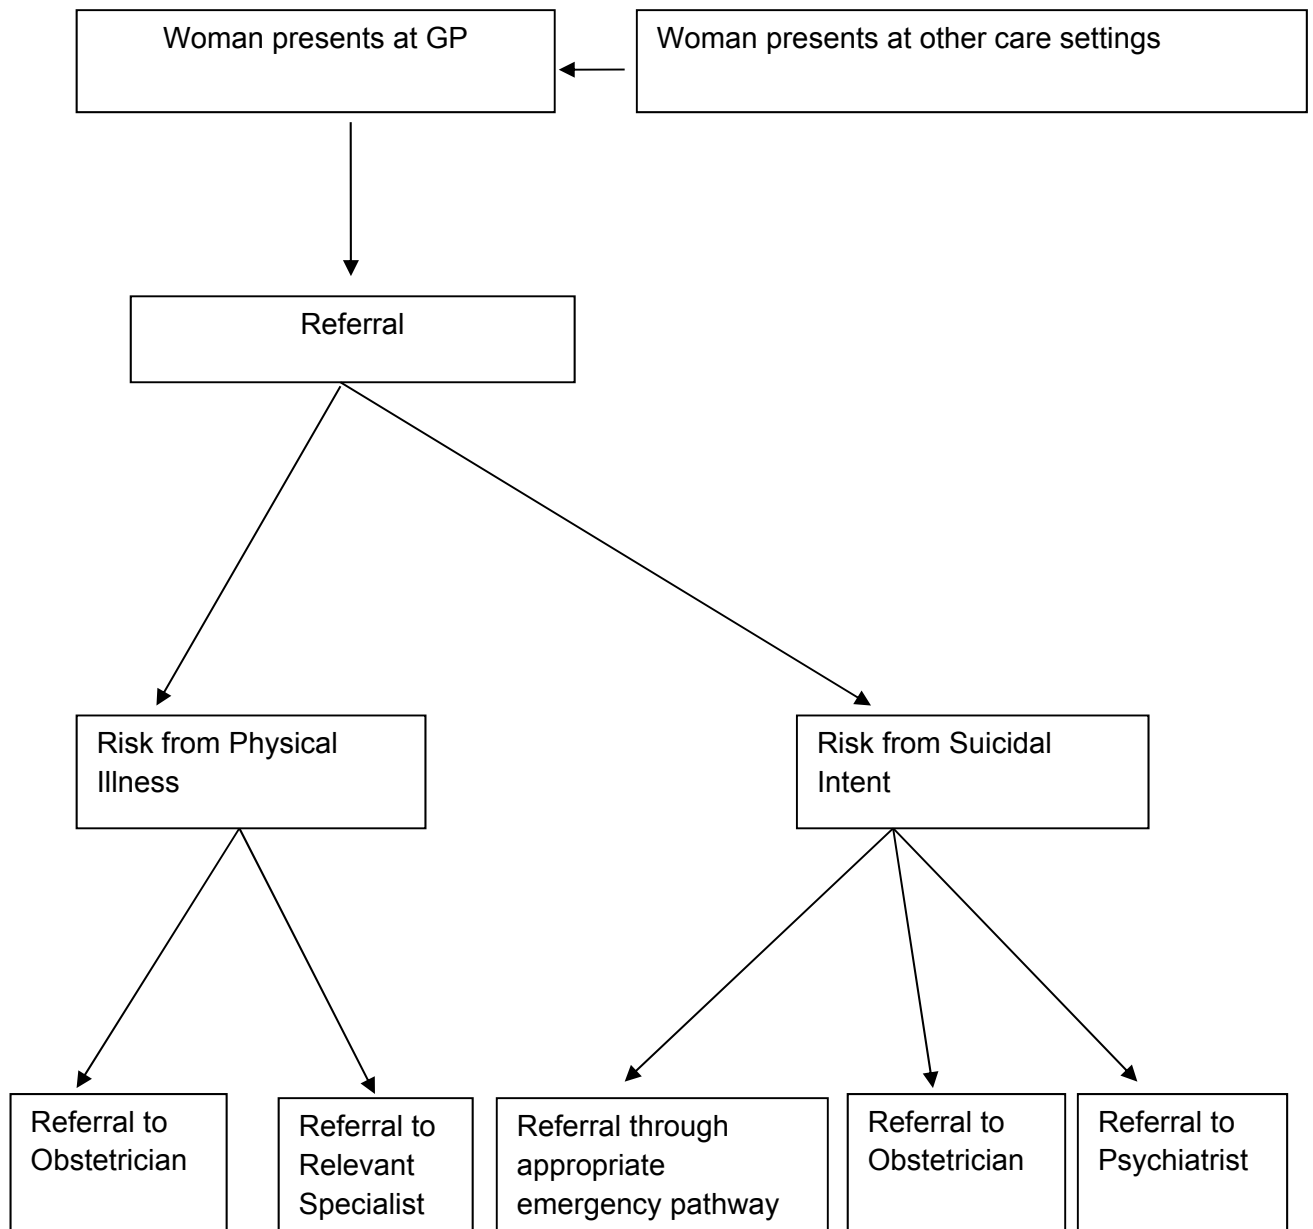 Woman presents at GP
Woman presents at other care settings
Referral
Risk from Physical
Illness
Risk from Suicidal
Intent
Referral to
Obstetrician
Referral to
Relevant
Specialist
Referral through
appropriate
emergency pathway
Referral to
Obstetrician
Referral to
Psychiatrist